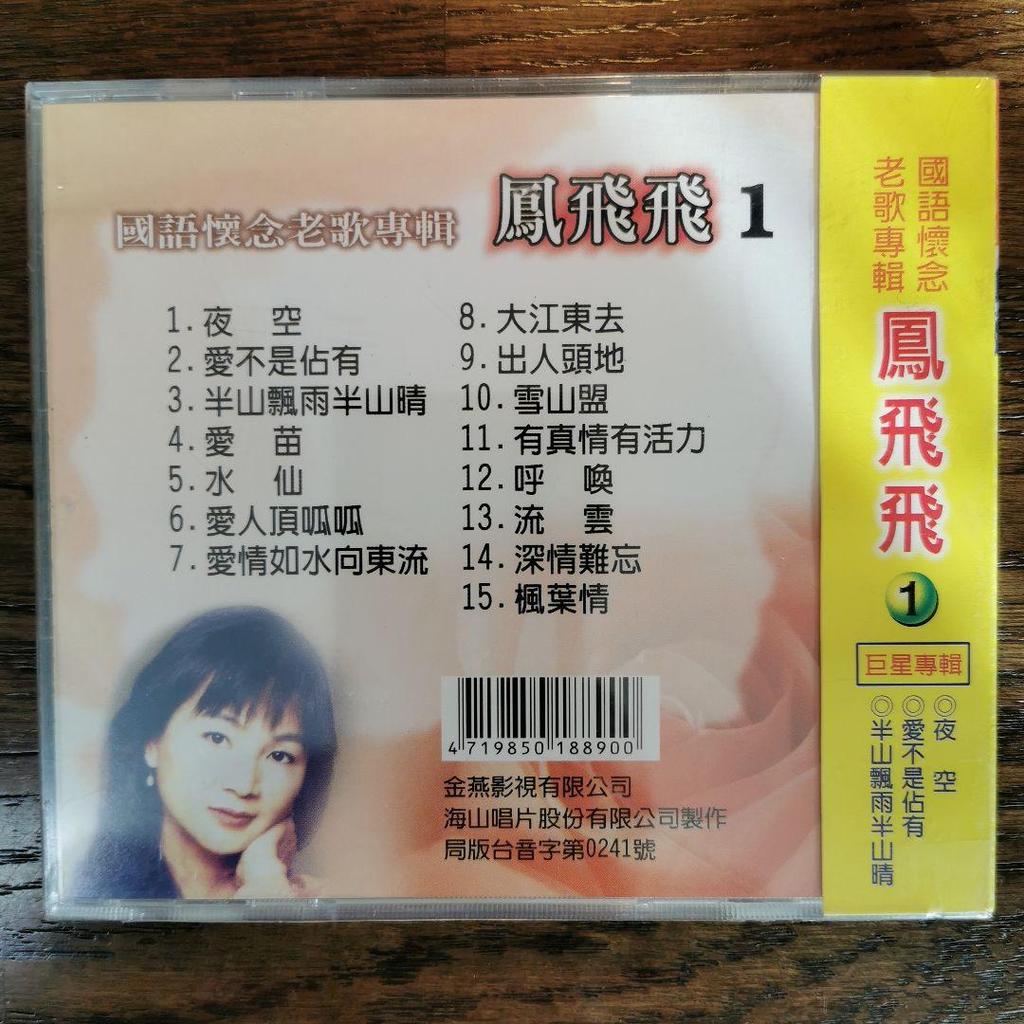 國語懷念老歌專輯 鳳飛飛 1
1.夜 空
2.愛不是佔有
3.半山飄雨半山晴
4.愛 苗
5.水 仙
6.愛人頂呱呱
7.愛情如水向東流
8.大江東去
9.出人頭地
10.雪山盟
11.有真情有活力
12.呼 喚
13.流 雲
14.深情難忘
15.楓葉情
4 719850 188900
金燕影視有限公司
海山唱片股份有限公司製作
局版台音字第0241號
國語懷念
老歌專輯
鳳飛飛
1
巨星專輯
◎夜 空
◎愛不是佔有
◎半山飄雨半山晴